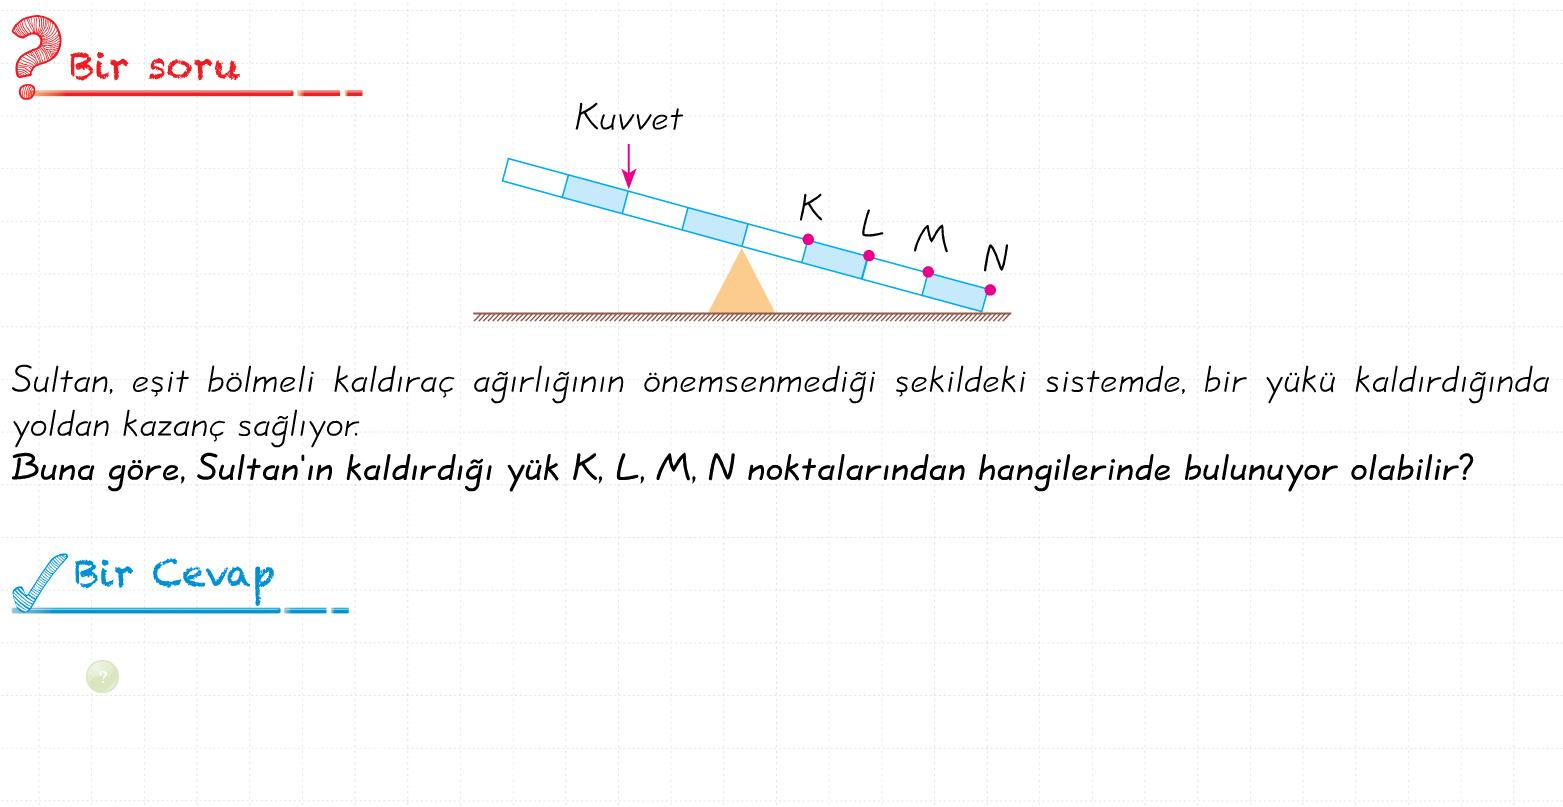 ?
Bir soru
Kuvvet
K
L
M
N
Sultan, eşit bölmeli kaldıraç ağırlığının önemsenmediği şekildeki sistemde, bir yükü kaldırdığında
yoldan kazanç sağlıyor.
Buna göre, Sultan'ın kaldırdığı yük K, L, M, N noktalarından hangilerinde bulunuyor olabilir?
Bir Cevap
?